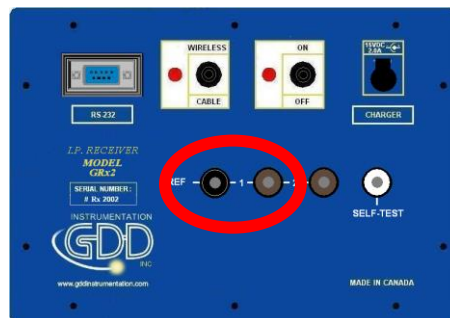 WIRELESS
CABLE
ON
OFF
15VDC
2.0A
RS 232
CHARGER
I.P. RECEIVER
MODEL
GRx2
SERIAL NUMBER:
# Rx 2002
REF
1
2
SELF-TEST
INSTRUMENTATION
GDD
INC
www.gddinstrumentation.com
MADE IN CANADA